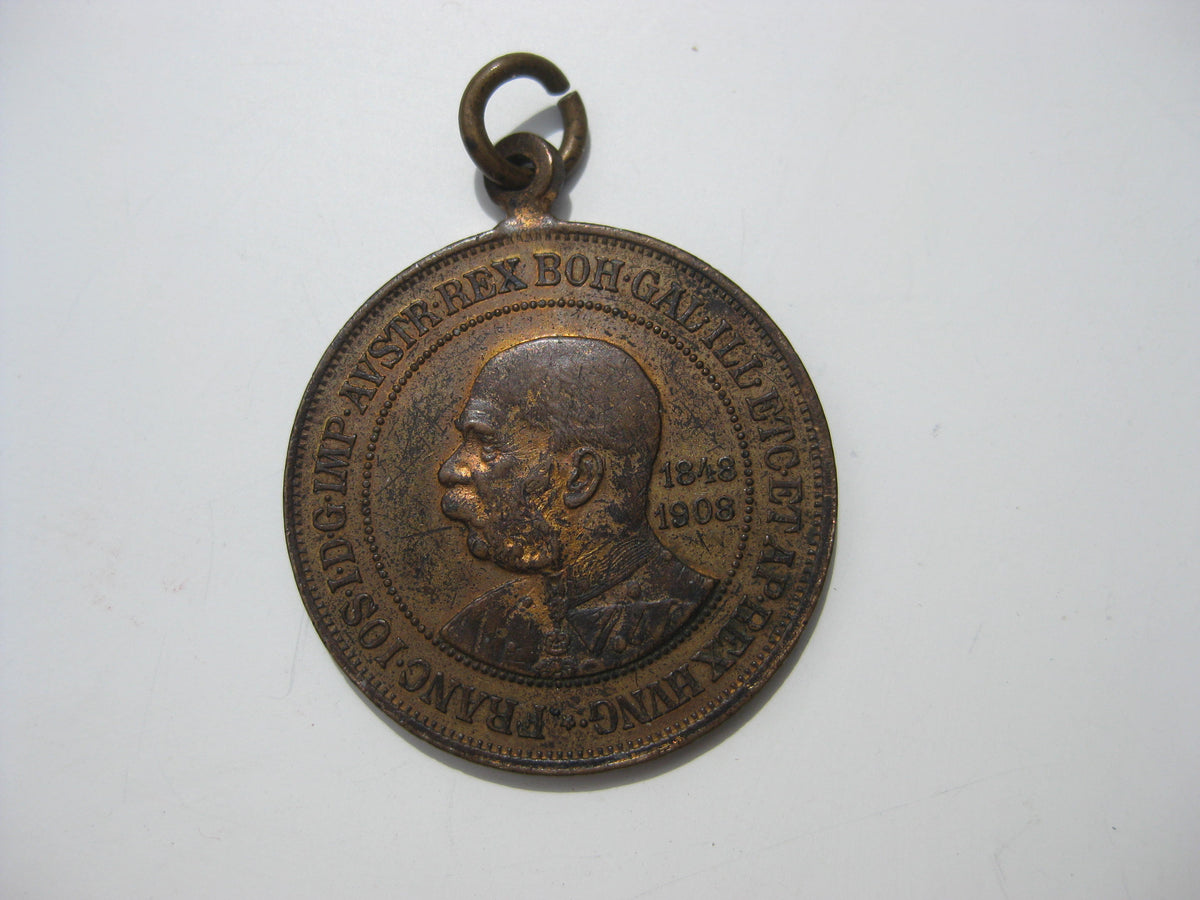 FRANC·IOS·I·D·G·IMP·AVSTR·REX BOH·GAL·ILL·ETC·ET AP·REX HVNG·
1848
1908